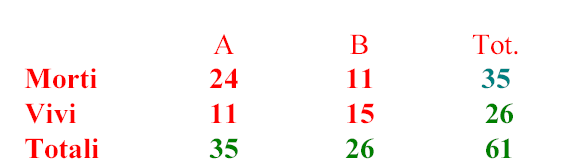 A B Tot.
Morti 24 11 35
Vivi 11 15 26
Totali 35 26 61